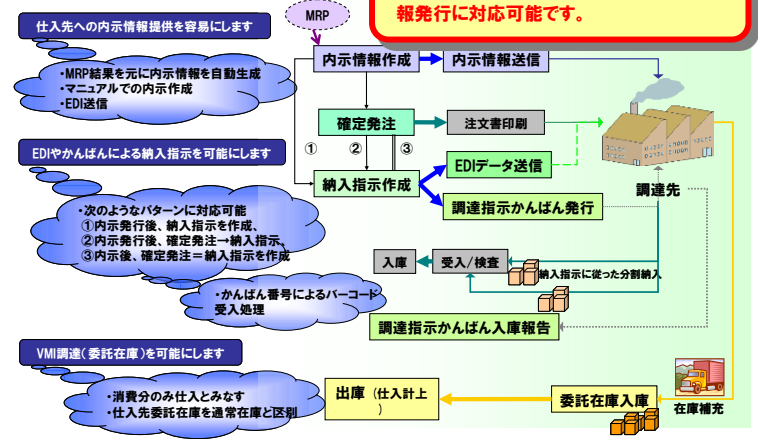 報発行に対応可能です。
MRP
仕入先への内示情報提供を容易にします
・MRP結果を元に内示情報を自動生成
・マニュアルでの内示作成
・EDI送信
内示情報作成
内示情報送信
確定発注
注文書印刷
① ② ③
EDIデータ送信
納入指示作成
調達指示かんばん発行
調達先
EDIやかんばんによる納入指示を可能にします
・次のようなパターンに対応可能
①内示発行後、納入指示を作成、
②内示発行後、確定発注→納入指示、
③内示後、確定発注＝納入指示を作成
入庫
受入/検査
納入指示に従った分割納入
・かんばん番号によるバーコード
受入処理
調達指示かんばん入庫報告
VMI調達（委託在庫）を可能にします
・消費分のみ仕入とみなす
・仕入先委託在庫を通常在庫と区別
出庫（仕入計上
）
委託在庫入庫
在庫補充